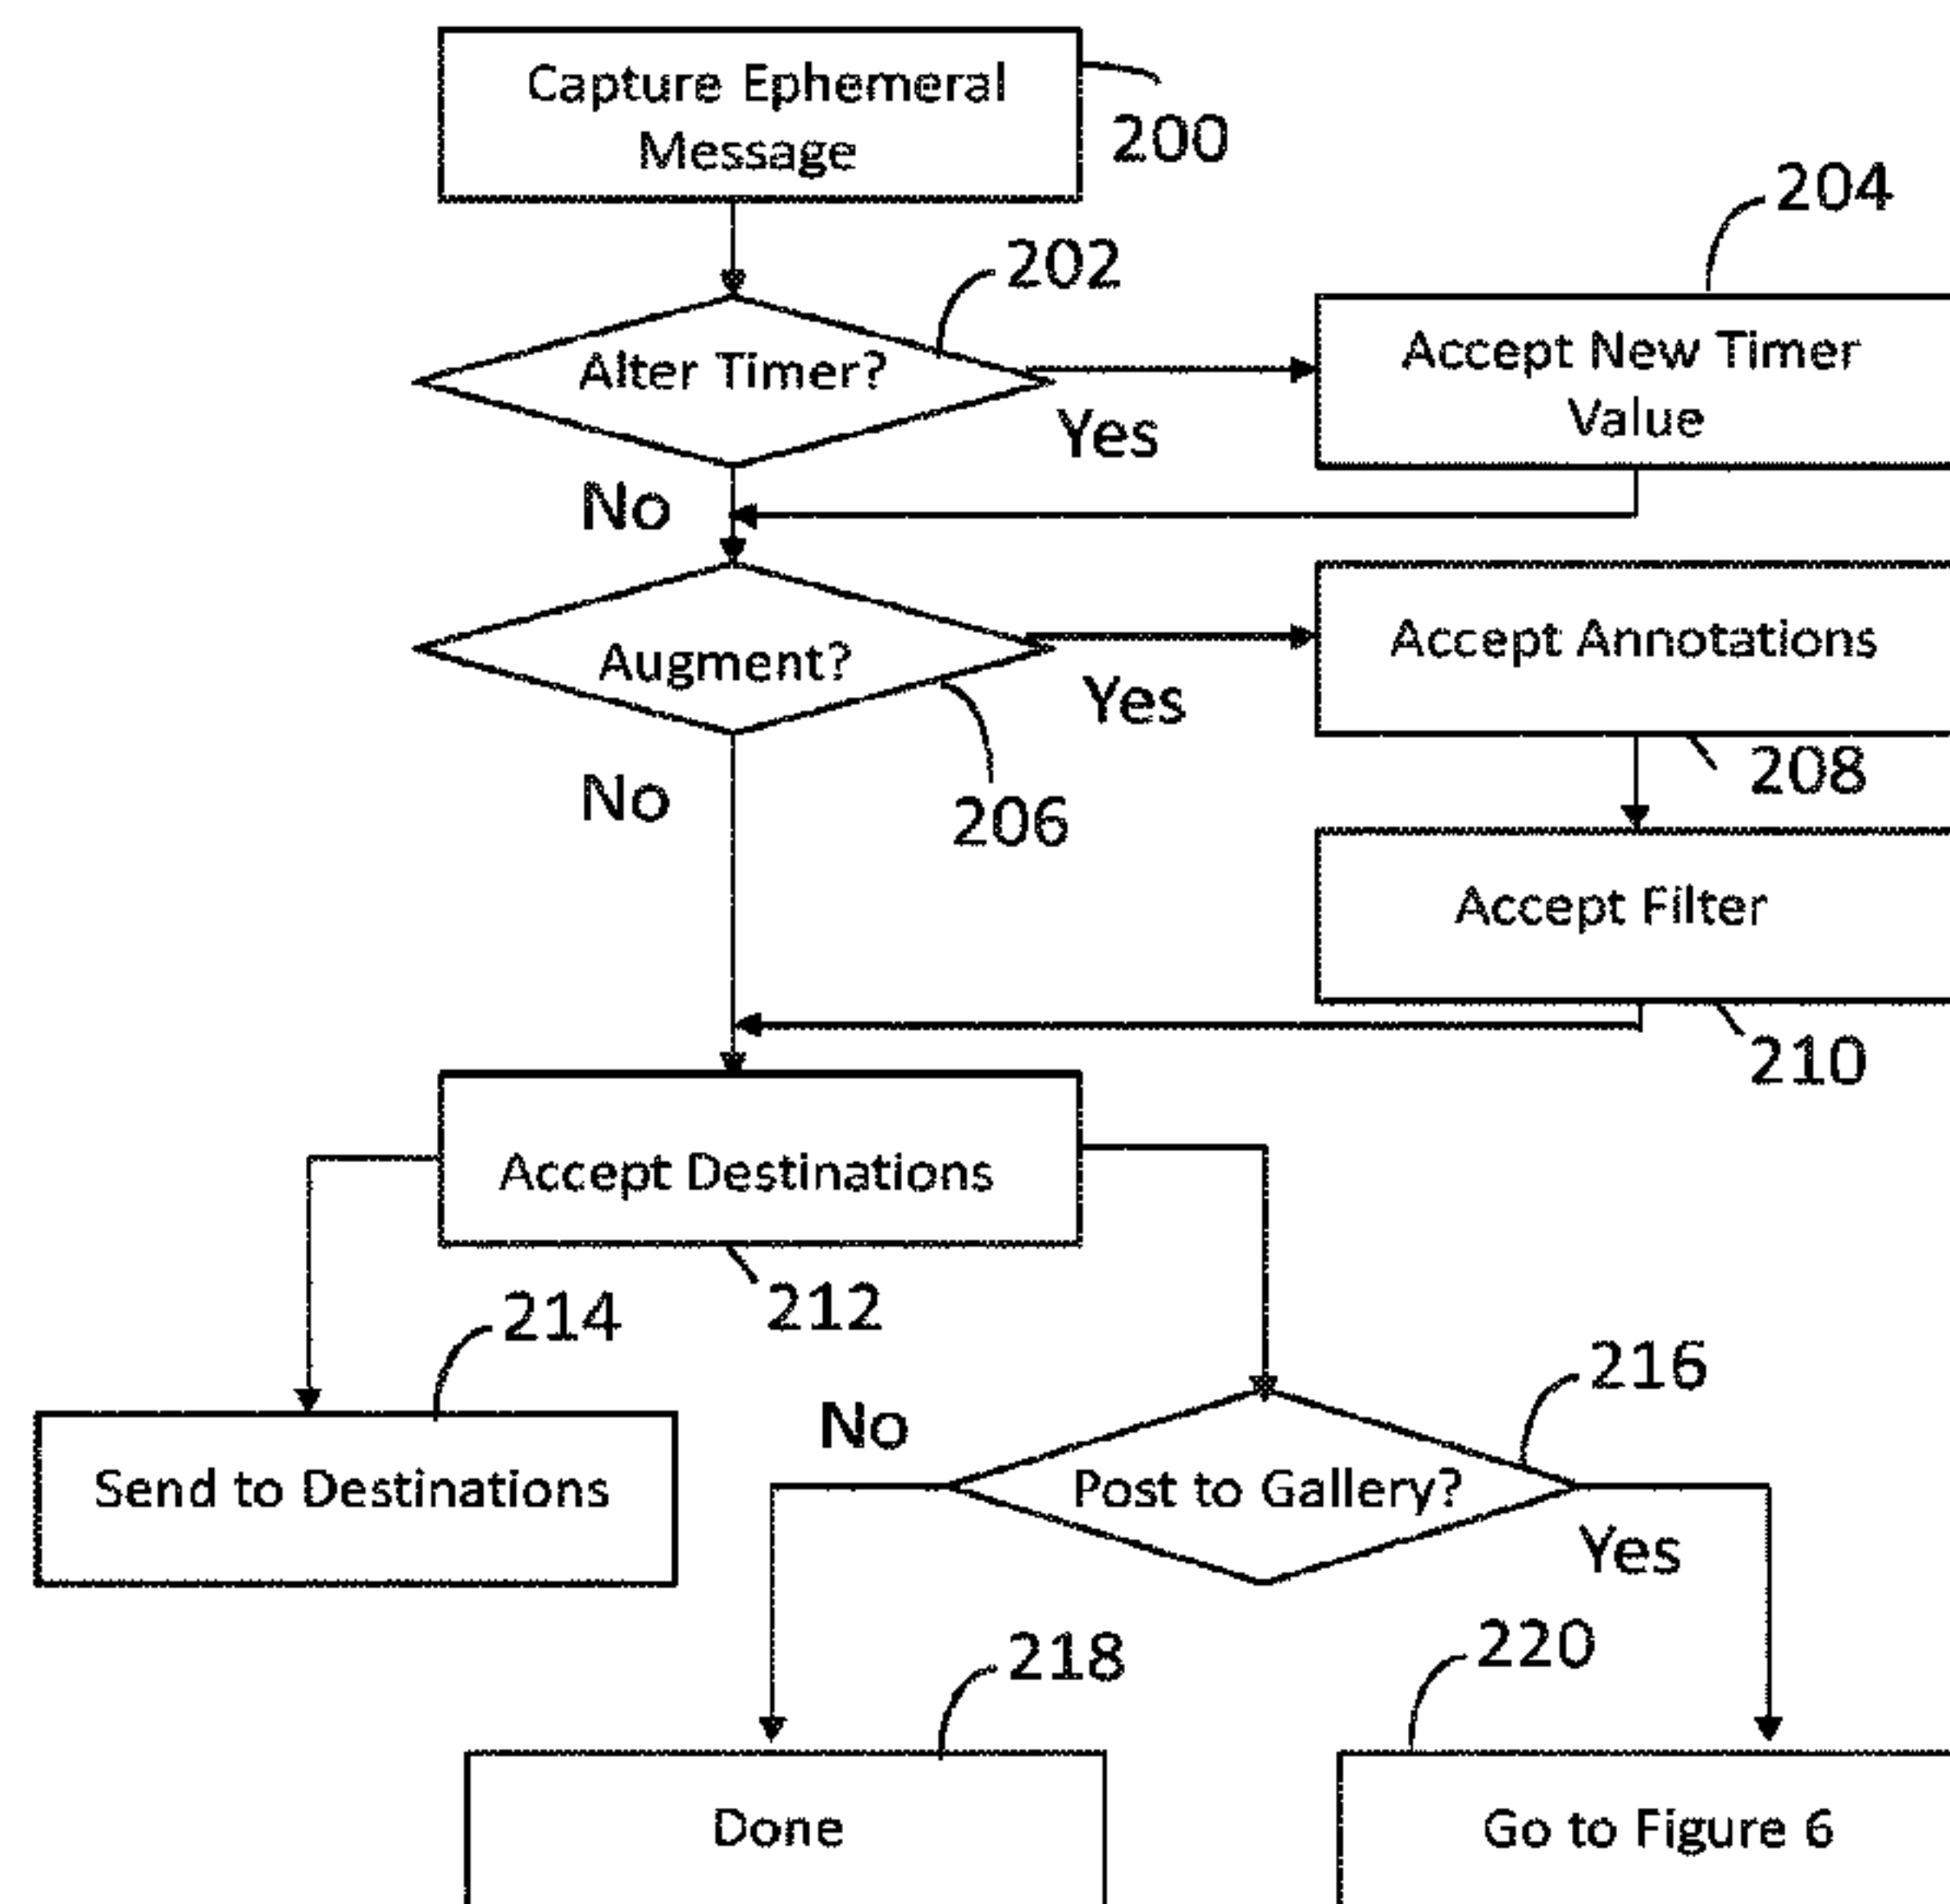 Capture Ephemeral
Message
200
204
202
Alter Timer?
Accept New Timer
Value
Yes
No
Augment?
Accept Annotations
Yes
208
No
206
Accept Filter
210
Accept Destinations
212
214
216
No
Send to Destinations
Post to Gallery?
Yes
218
220
Done
Go to Figure 6